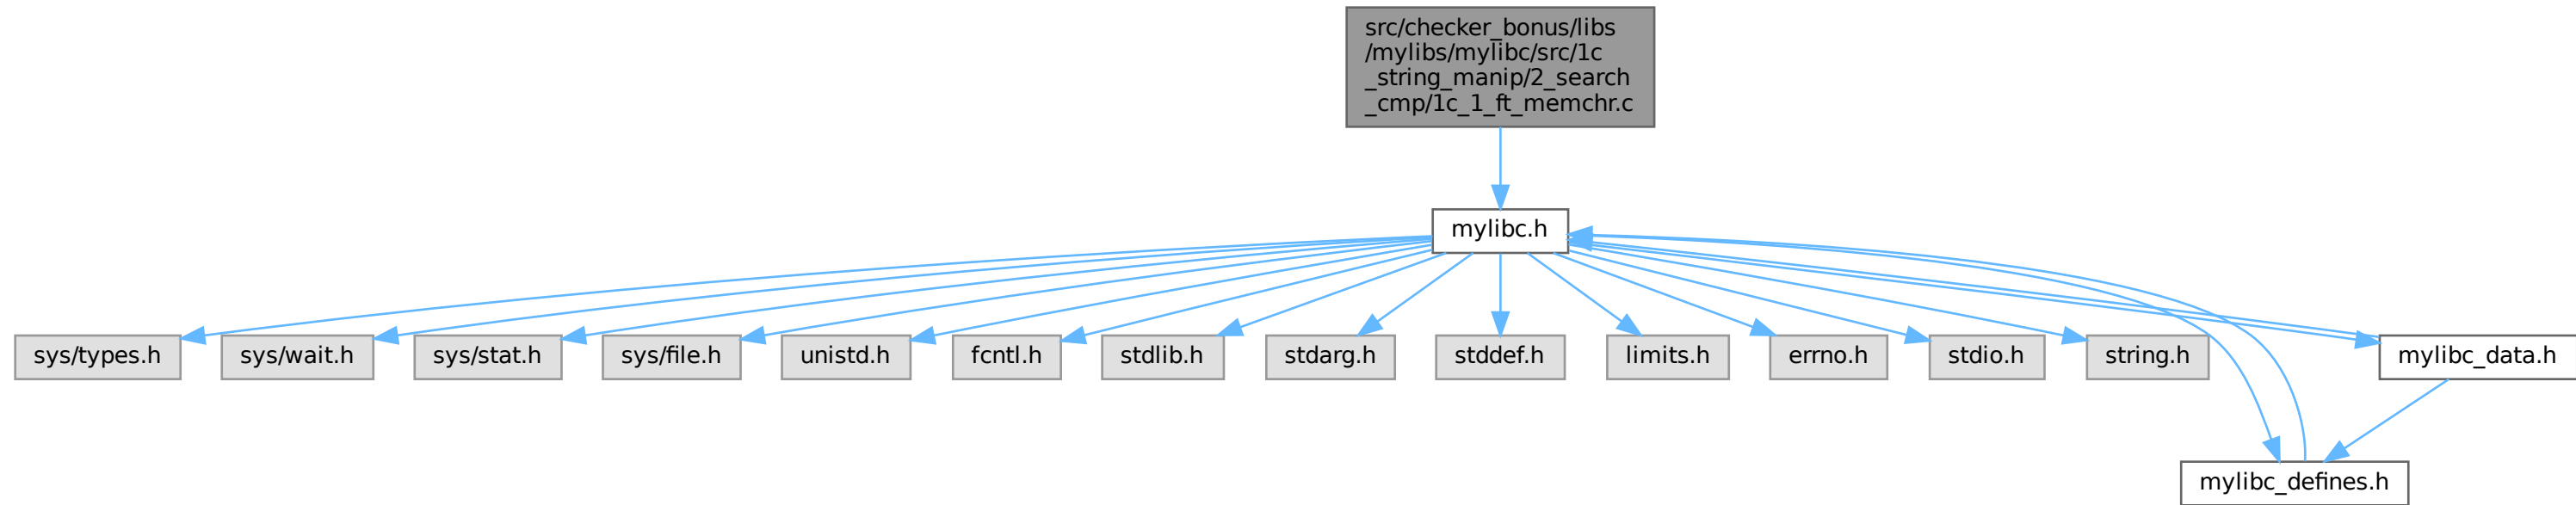 src/checker_bonus/libs
/mylibs/mylibc/src/1c
_string_manip/2_search
_cmp/1c_1_ft_memchr.c
mylibc.h
sys/types.h
sys/wait.h
sys/stat.h
sys/file.h
unistd.h
fcntl.h
stdlib.h
stdarg.h
stddef.h
limits.h
errno.h
stdio.h
string.h
mylibc_data.h
mylibc_defines.h